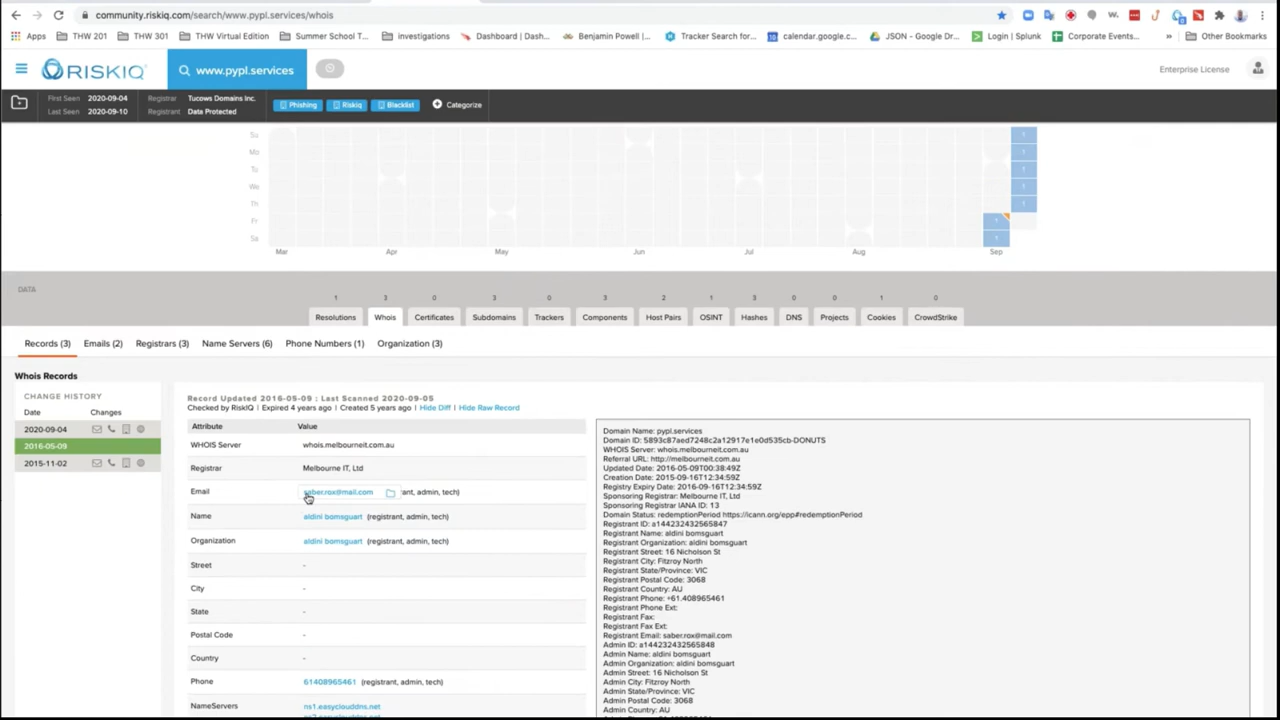 community.riskiq.com/search/www.pypl.services/whois
Apps THW 201 THW 301 THW Virtual Edition Summer School T... investigations Dashboard | Dash... Benjamin Powell |... Tracker Search for... calendar.google.c... JSON - Google Dr... Login | Splunk Corporate Events... » Other Bookmarks
RISKIQ www.pypl.services Enterprise License
First Seen 2020-09-04 Registrar Tucows Domains Inc.
Last Seen 2020-09-10 Registrant Data Protected
Phishing Riskiq Blacklist Categorize
Su
Mo
Tu
We
Th
Fr
Sa
1
1
1
1
1
1
1
Mar Apr May Jun Jul Aug Sep
DATA
1 3 0 3 0 3 2 1 3 0 0 1 0
Resolutions Whois Certificates Subdomains Trackers Components Host Pairs OSINT Hashes DNS Projects Cookies CrowdStrike
Records (3) Emails (2) Registrars (3) Name Servers (6) Phone Numbers (1) Organization (3)
Whois Records
CHANGE HISTORY
Date Changes
2020-09-04
2016-05-09
2015-11-02
Record Updated 2016-05-09 : Last Scanned 2020-09-05
Checked by RiskIQ | Expired 4 years ago | Created 5 years ago | Hide Diff | Hide Raw Record
Attribute Value
WHOIS Server whois.melbourneit.com.au
Registrar Melbourne IT, Ltd
Email saber.rox@mail.com ant, admin, tech)
Name aldini bomsguart (registrant, admin, tech)
Organization aldini bomsguart (registrant, admin, tech)
Street -
City -
State -
Postal Code -
Country -
Phone 61408965461 (registrant, admin, tech)
NameServers ns1.easyclouddns.net
ns2.easyclouddns.net
Domain Name: pypl.services
Domain ID: 5893c87aed7248c2a12917e1e0d535cb-DONUTS
WHOIS Server: whois.melbourneit.com.au
Referral URL: http://melbourneit.com.au
Updated Date: 2016-05-09T00:38:49Z
Creation Date: 2015-09-16T12:34:59Z
Registry Expiry Date: 2016-09-16T12:34:59Z
Sponsoring Registrar: Melbourne IT, Ltd
Sponsoring Registrar IANA ID: 13
Domain Status: redemptionPeriod https://icann.org/epp#redemptionPeriod
Registrant ID: a144232432565847
Registrant Name: aldini bomsguart
Registrant Organization: aldini bomsguart
Registrant Street: 16 Nicholson St
Registrant City: Fitzroy North
Registrant State/Province: VIC
Registrant Postal Code: 3068
Registrant Country: AU
Registrant Phone: +61.408965461
Registrant Phone Ext:
Registrant Fax:
Registrant Fax Ext:
Registrant Email: saber.rox@mail.com
Admin ID: a144232432565848
Admin Name: aldini bomsguart
Admin Organization: aldini bomsguart
Admin Street: 16 Nicholson St
Admin City: Fitzroy North
Admin State/Province: VIC
Admin Postal Code: 3068
Admin Country: AU